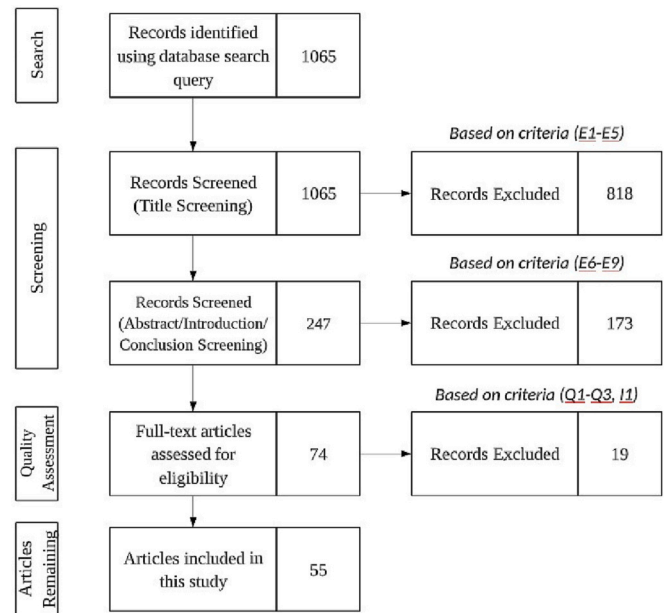 Search
Records identified
using database search
query
1065
Based on criteria (E1-E5)
Screening
Records Screened
(Title Screening)
1065
Records Excluded
818
Based on criteria (E6-E9)
Records Screened
(Abstract/Introduction/
Conclusion Screening)
247
Records Excluded
173
Based on criteria (Q1-Q3, I1)
Quality
Assessment
Full-text articles
assessed for
eligibility
74
Records Excluded
19
Articles
Remaining
Articles included in
this study
55